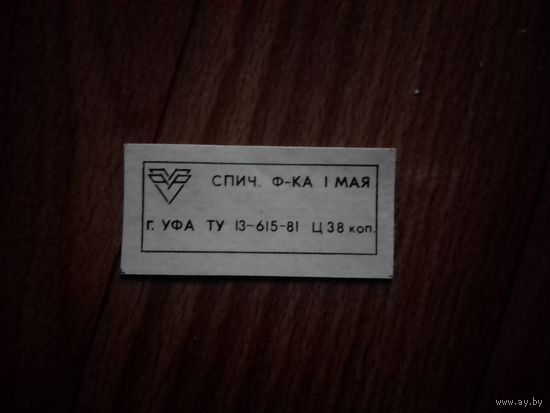 СПИЧ. Ф-КА 1 МАЯ
Г. УФА ТУ 13-615-81 Ц 38 коп.
www.ay.by